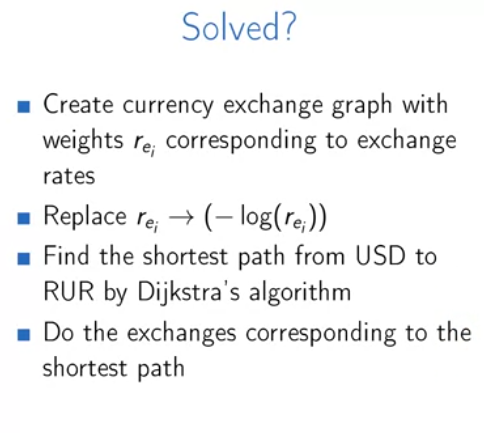 Solved?
■ Create currency exchange graph with
weights r_{e_i} corresponding to exchange
rates
■ Replace r_{e_i} → (− log(r_{e_i}))
■ Find the shortest path from USD to
RUR by Dijkstra's algorithm
■ Do the exchanges corresponding to the
shortest path